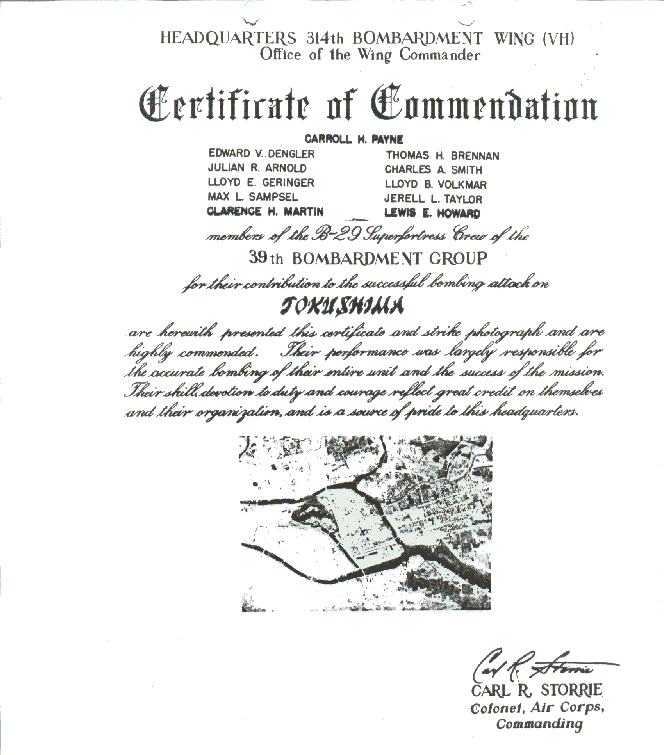 HEADQUARTERS 314th BOMBARDMENT WING (VH)
Office of the Wing Commander
Certificate of Commendation
CARROLL H. PAYNE
EDWARD V. DENGLER THOMAS H. BRENNAN
JULIAN R. ARNOLD CHARLES A. SMITH
LLOYD E. GERINGER LLOYD B. VOLKMAR
MAX L. SAMPSEL JERELL L. TAYLOR
CLARENCE H. MARTIN LEWIS E. HOWARD
members of the B-29 Superfortress Crew of the
39th BOMBARDMENT GROUP
for their contribution to the successful bombing attack on
TOKUSHIMA
are herewith presented this certificate and strike photograph and are
highly commended. Their performance was largely responsible for
the accurate bombing of their entire unit and the success of the mission.
Their skill, devotion to duty and courage reflect great credit on themselves
and their organization, and is a source of pride to this headquarters.
Carl R. Storrie
CARL R. STORRIE
Colonel, Air Corps,
Commanding